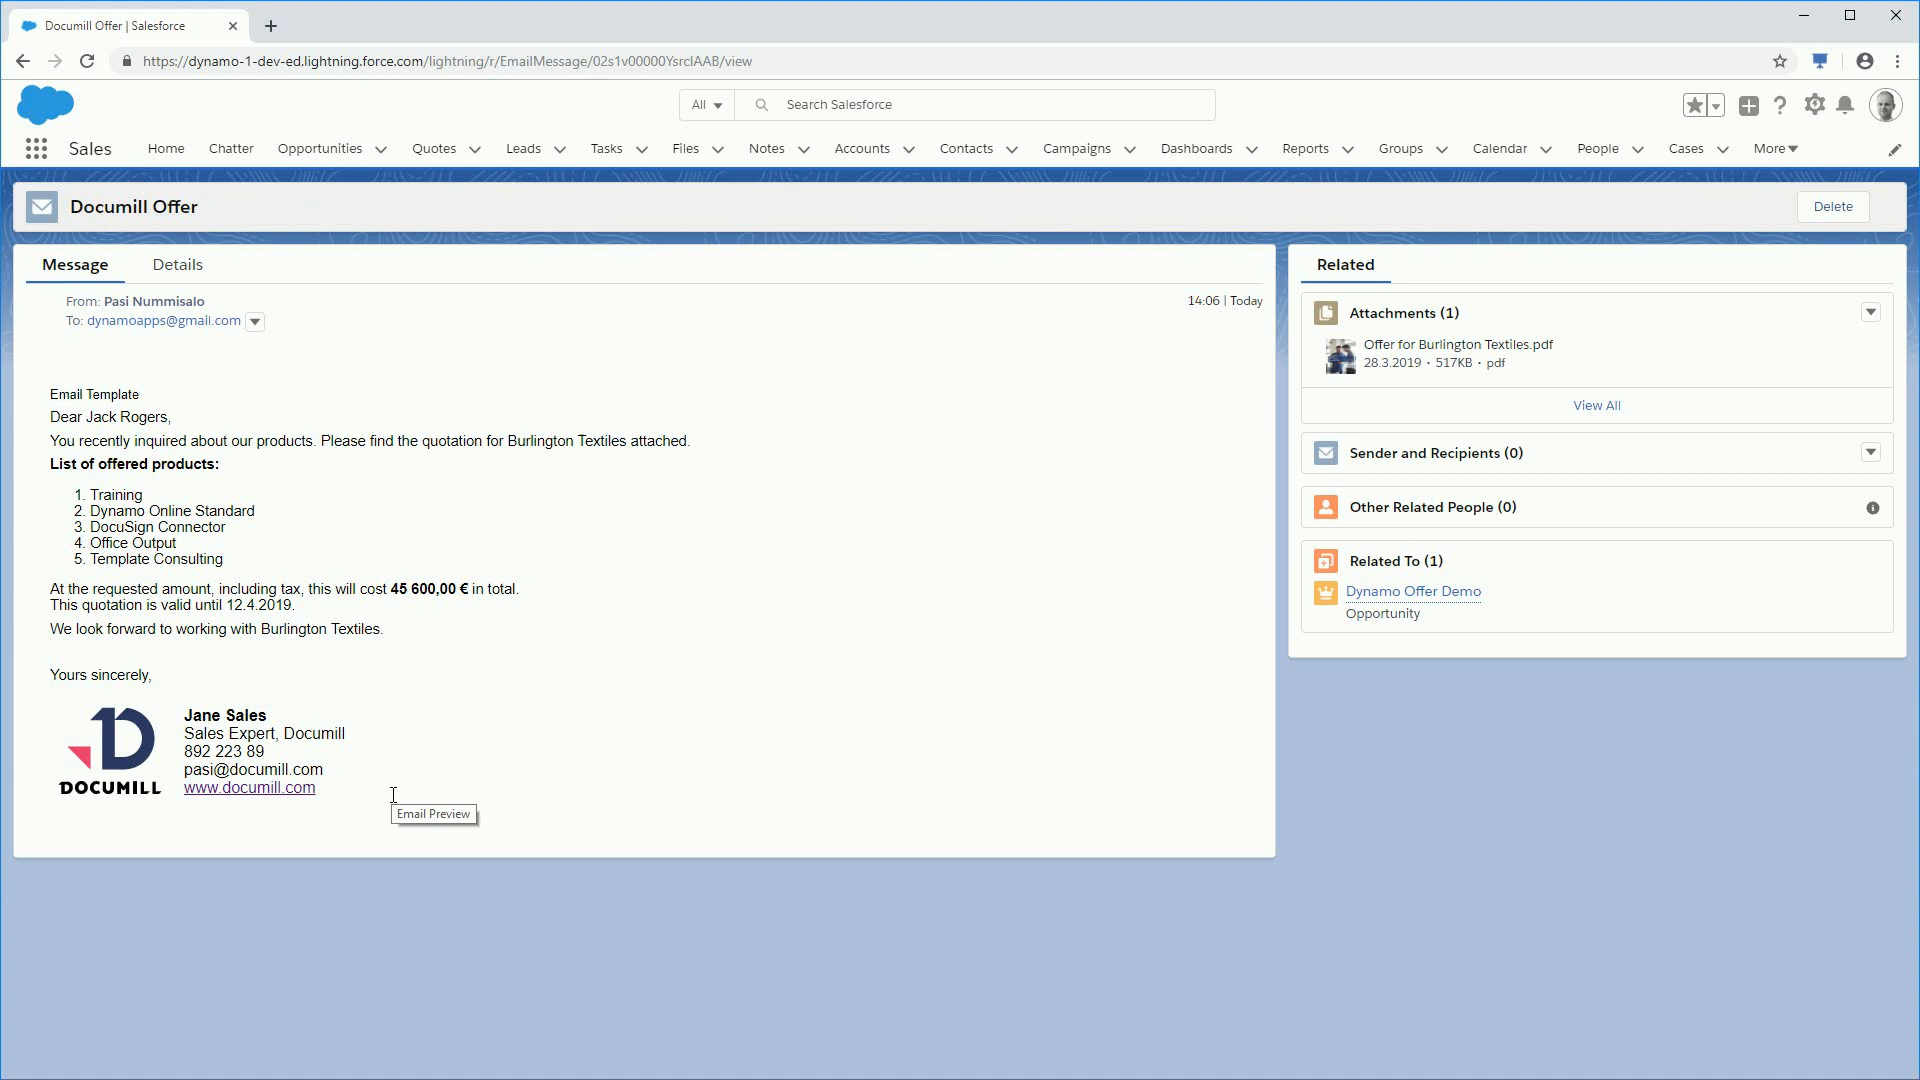 Documill Offer | Salesforce
https://dynamo-1-dev-ed.lightning.force.com/lightning/r/EmailMessage/02s1v00000YsrclAAB/view
All
Search Salesforce
Sales
Home
Chatter
Opportunities
Quotes
Leads
Tasks
Files
Notes
Accounts
Contacts
Campaigns
Dashboards
Reports
Groups
Calendar
People
Cases
More
Documill Offer
Delete
Message
Details
From: Pasi Nummisalo
14:06 | Today
To: dynamoapps@gmail.com
Email Template
Dear Jack Rogers,
You recently inquired about our products. Please find the quotation for Burlington Textiles attached.
List of offered products:
1. Training
2. Dynamo Online Standard
3. DocuSign Connector
4. Office Output
5. Template Consulting
At the requested amount, including tax, this will cost 45 600,00 € in total.
This quotation is valid until 12.4.2019.
We look forward to working with Burlington Textiles.
Yours sincerely,
DOCUMILL
Jane Sales
Sales Expert, Documill
892 223 89
pasi@documill.com
www.documill.com
Email Preview
Related
Attachments (1)
Offer for Burlington Textiles.pdf
28.3.2019 • 517KB • pdf
View All
Sender and Recipients (0)
Other Related People (0)
Related To (1)
Dynamo Offer Demo
Opportunity